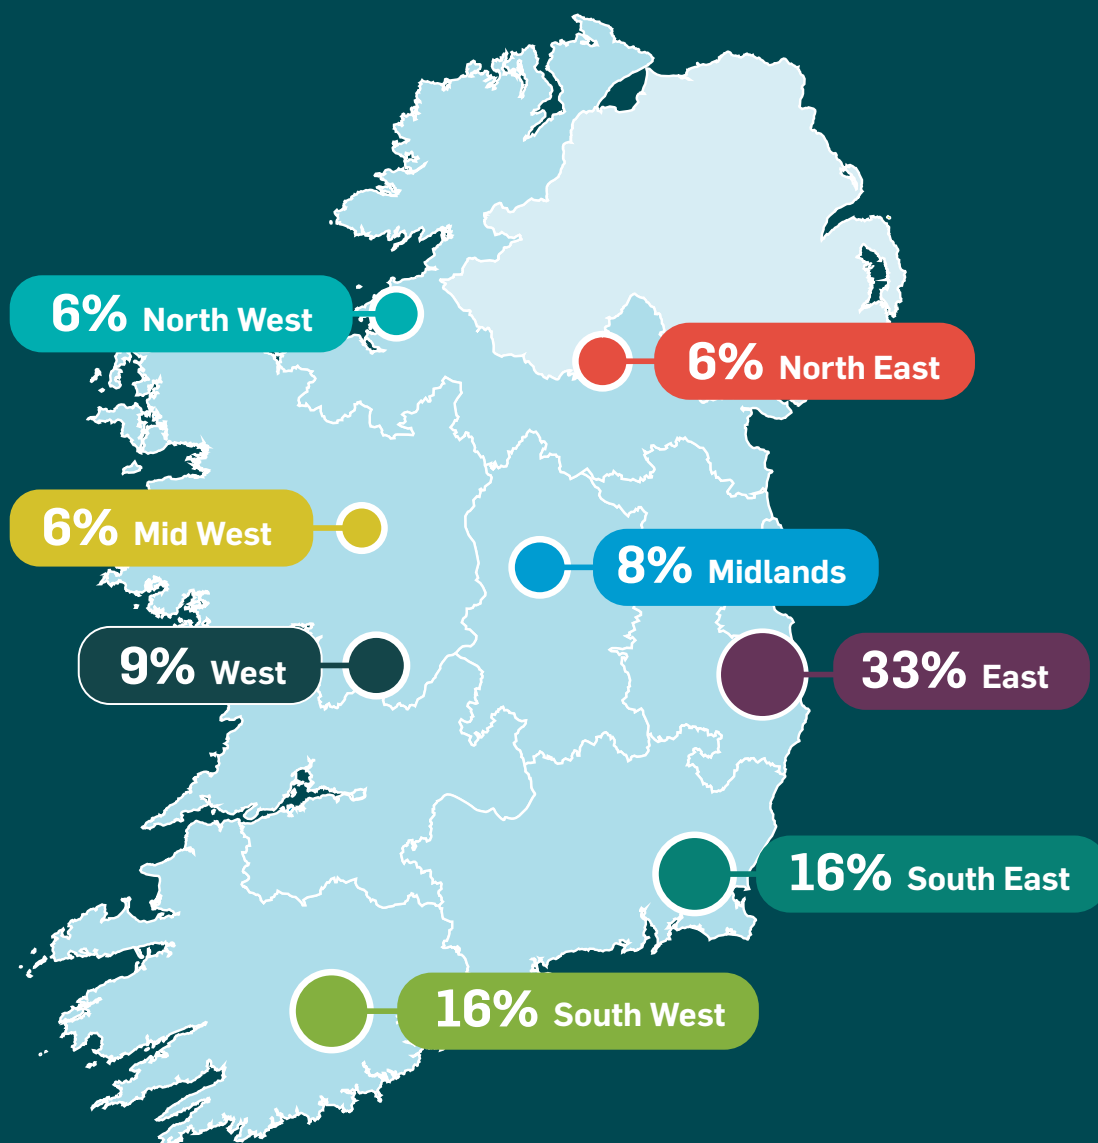 6% North West
6% North East
6% Mid West
8% Midlands
9% West
33% East
16% South East
16% South West